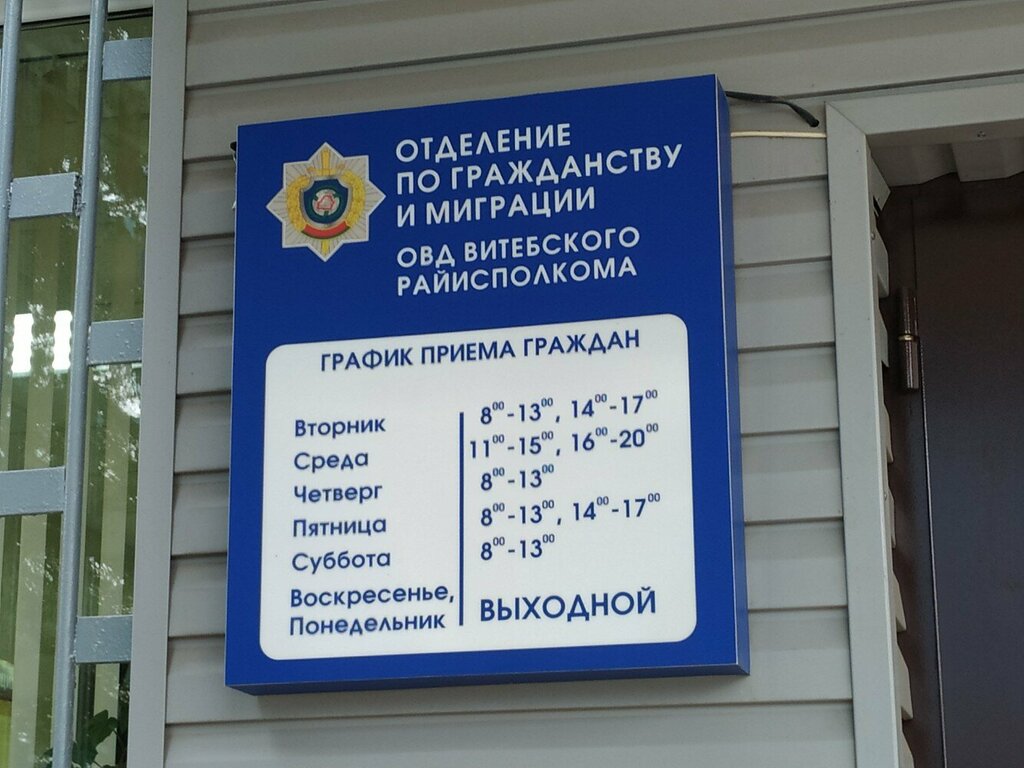 ОТДЕЛЕНИЕ
ПО ГРАЖДАНСТВУ
И МИГРАЦИИ
ОВД ВИТЕБСКОГО
РАЙИСПОЛКОМА
ГРАФИК ПРИЕМА ГРАЖДАН
Вторник 8⁰⁰-13⁰⁰, 14⁰⁰-17⁰⁰
Среда 11⁰⁰-15⁰⁰, 16⁰⁰-20⁰⁰
Четверг 8⁰⁰-13⁰⁰
Пятница 8⁰⁰-13⁰⁰, 14⁰⁰-17⁰⁰
Суббота 8⁰⁰-13⁰⁰
Воскресенье,
Понедельник ВЫХОДНОЙ